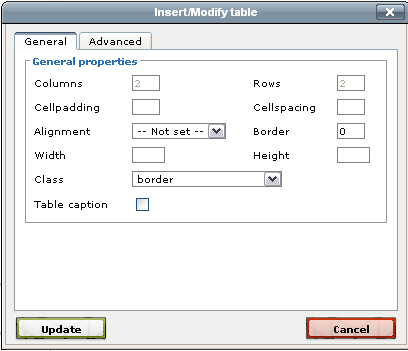 Insert/Modify table
General Advanced
General properties
Columns 2 Rows 2
Cellpadding Cellspacing
Alignment -- Not set -- Border 0
Width Height
Class border
Table caption
Update Cancel